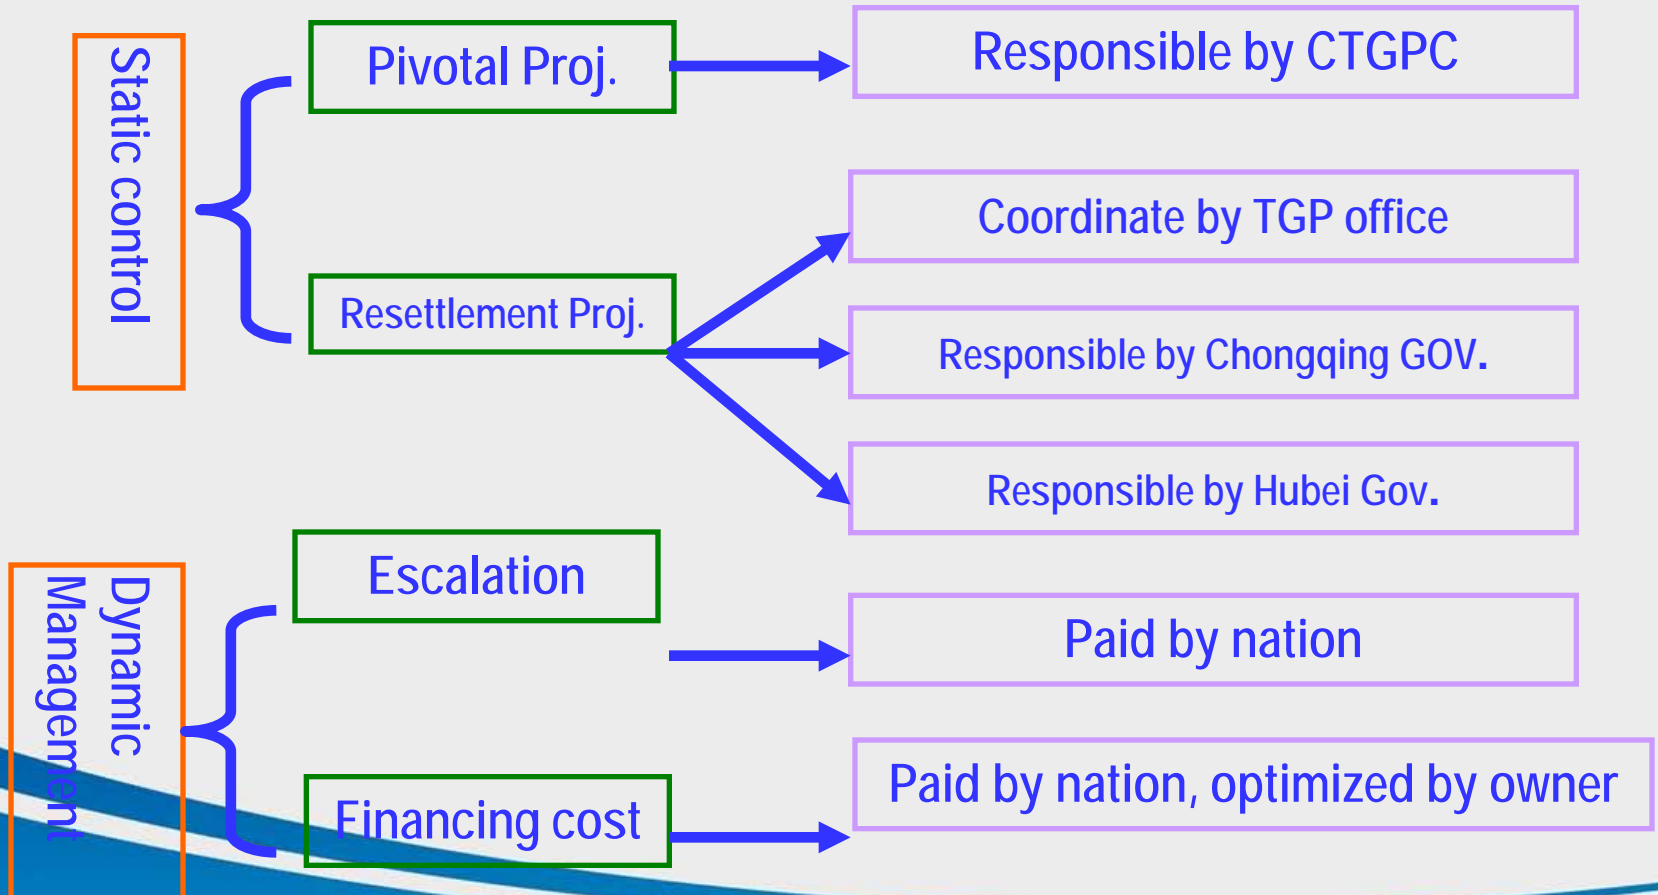 Static control
Pivotal Proj.
Responsible by CTGPC
Resettlement Proj.
Coordinate by TGP office
Responsible by Chongqing GOV.
Responsible by Hubei Gov.
Dynamic
Management
Escalation
Paid by nation
Financing cost
Paid by nation, optimized by owner